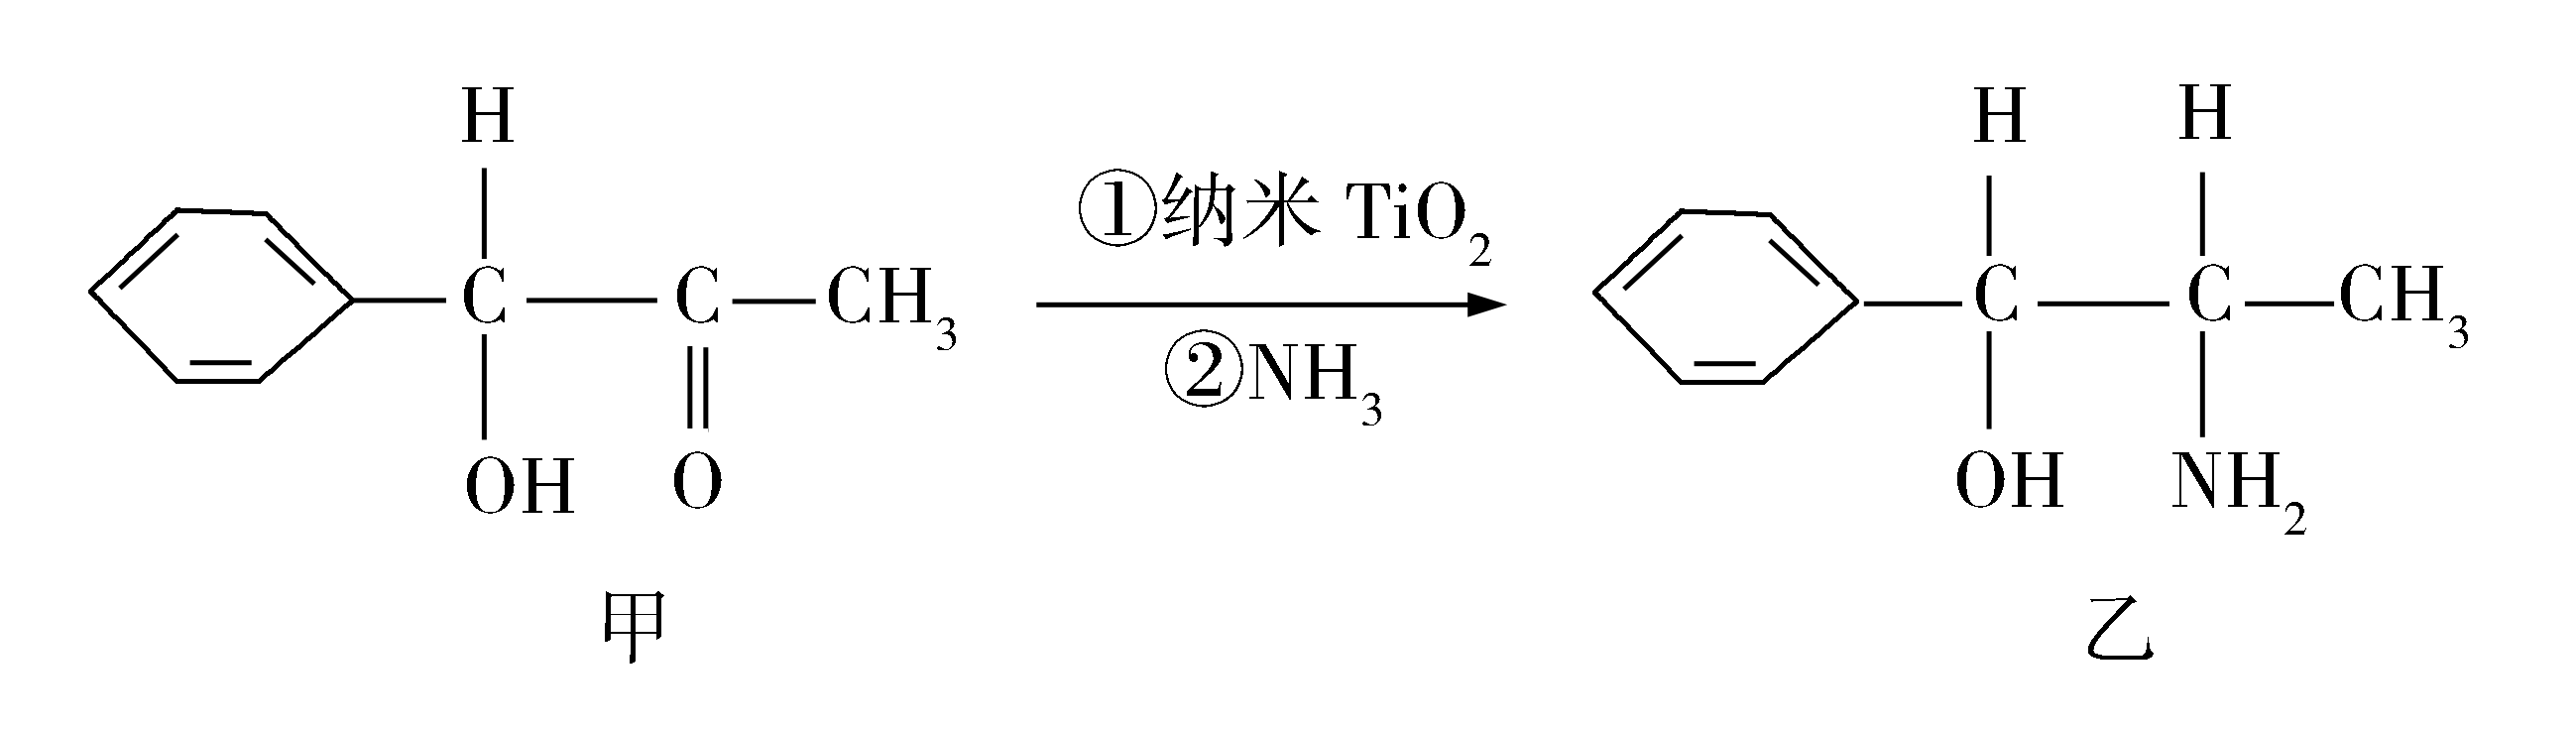 H
C C CH₃
OH O
甲
①纳米 TiO₂
②NH₃
H H
C C CH₃
OH NH₂
乙